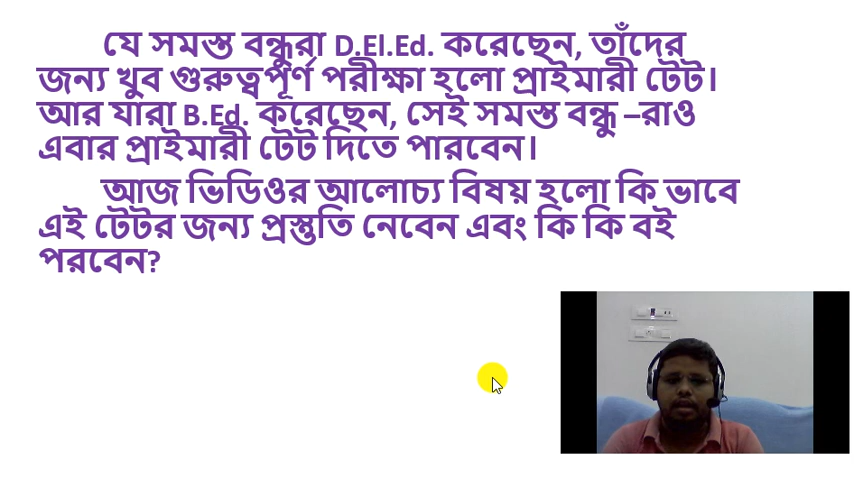 যে সমস্ত বন্ধুরা D.El.Ed. করেছেন, তাঁদের
জন্য খুব গুরুত্বপূর্ণ পরীক্ষা হলো প্রাইমারী টেট।
আর যারা B.Ed. করেছেন, সেই সমস্ত বন্ধু –রাও
এবার প্রাইমারী টেট দিতে পারবেন।
আজ ভিডিওর আলোচ্য বিষয় হলো কি ভাবে
এই টেটর জন্য প্রস্তুতি নেবেন এবং কি কি বই
পরবেন?